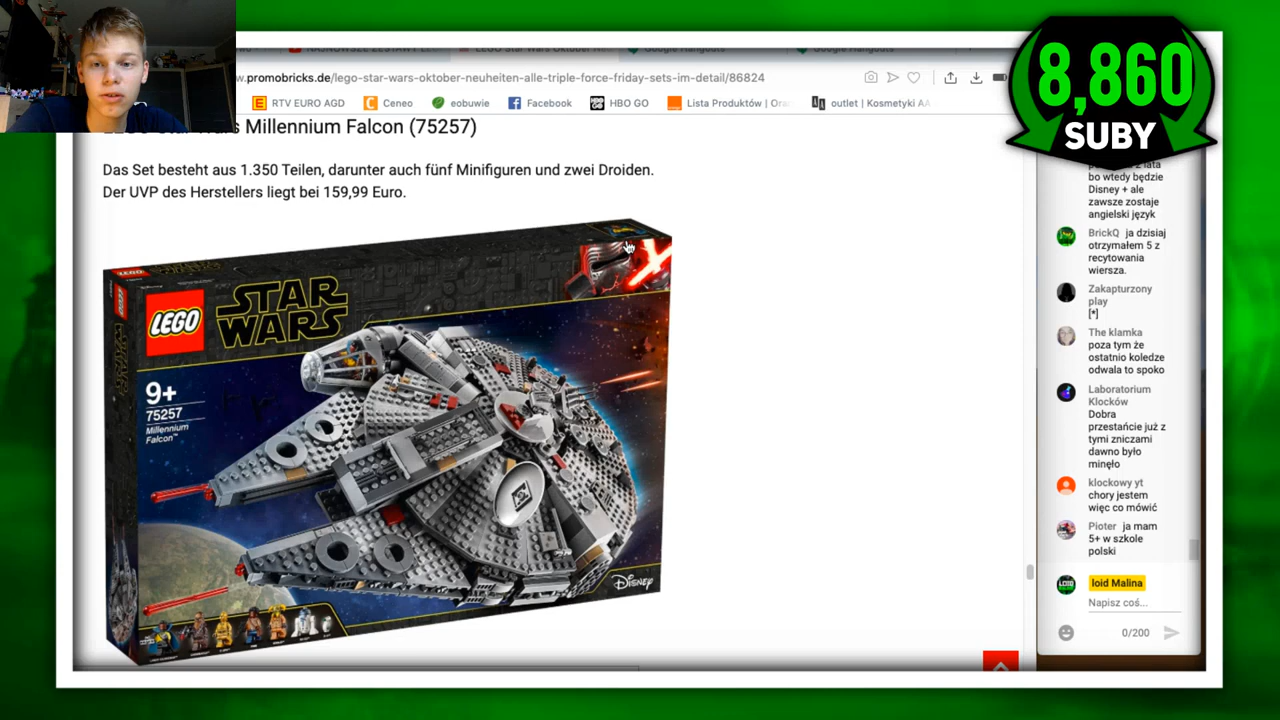 w.promobricks.de/lego-star-wars-oktober-neuheiten-alle-triple-force-friday-sets-im-detail/86824
RTV EURO AGD
Ceneo
eobuwie
Facebook
HBO GO
Lista Produktów | Ora
outlet | Kosmetyki AA
Millennium Falcon (75257)
Das Set besteht aus 1.350 Teilen, darunter auch fünf Minifiguren und zwei Droiden.
Der UVP des Herstellers liegt bei 159,99 Euro.
LEGO
STAR
WARS
9+
75257
Millennium
Falcon™
Disney
8,860
SUBY
bo wtedy będzie
Disney + ale
zawsze zostaje
angielski język
BrickQ ja dzisiaj
otrzymałem 5 z
recytowania
wiersza.
Zakapturzony
play
[*]
The klamka
poza tym że
ostatnio koledze
odwala to spoko
Laboratorium
Klocków
Dobra
przestańcie już z
tymi zniczami
dawno było
minęło
klockowy yt
chory jestem
więc co mówić
Pioter ja mam
5+ w szkole
polski
loid Malina
Napisz coś...
0/200